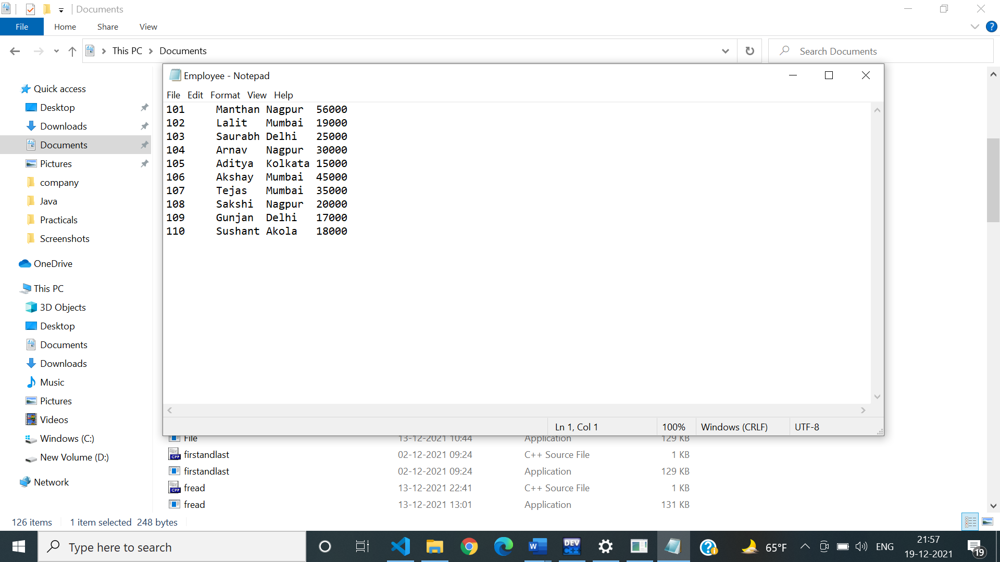 Documents
File Home Share View
This PC Documents
Search Documents
Employee - Notepad
File Edit Format View Help
101 Manthan Nagpur 56000
102 Lalit Mumbai 19000
103 Saurabh Delhi 25000
104 Arnav Nagpur 30000
105 Aditya Kolkata 15000
106 Akshay Mumbai 45000
107 Tejas Mumbai 35000
108 Sakshi Nagpur 20000
109 Gunjan Delhi 17000
110 Sushant Akola 18000
Ln 1, Col 1 100% Windows (CRLF) UTF-8
Quick access
Desktop
Downloads
Documents
Pictures
company
Java
Practicals
Screenshots
OneDrive
This PC
3D Objects
Desktop
Documents
Downloads
Music
Pictures
Videos
Windows (C:)
New Volume (D:)
Network
File 13-12-2021 10:44 Application 129 KB
firstandlast 02-12-2021 09:24 C++ Source File 1 KB
firstandlast 02-12-2021 09:24 Application 129 KB
fread 13-12-2021 22:41 C++ Source File 1 KB
fread 13-12-2021 13:01 Application 131 KB
126 items 1 item selected 248 bytes
Type here to search
DEV C++
65°F
ENG
21:57
19-12-2021
19